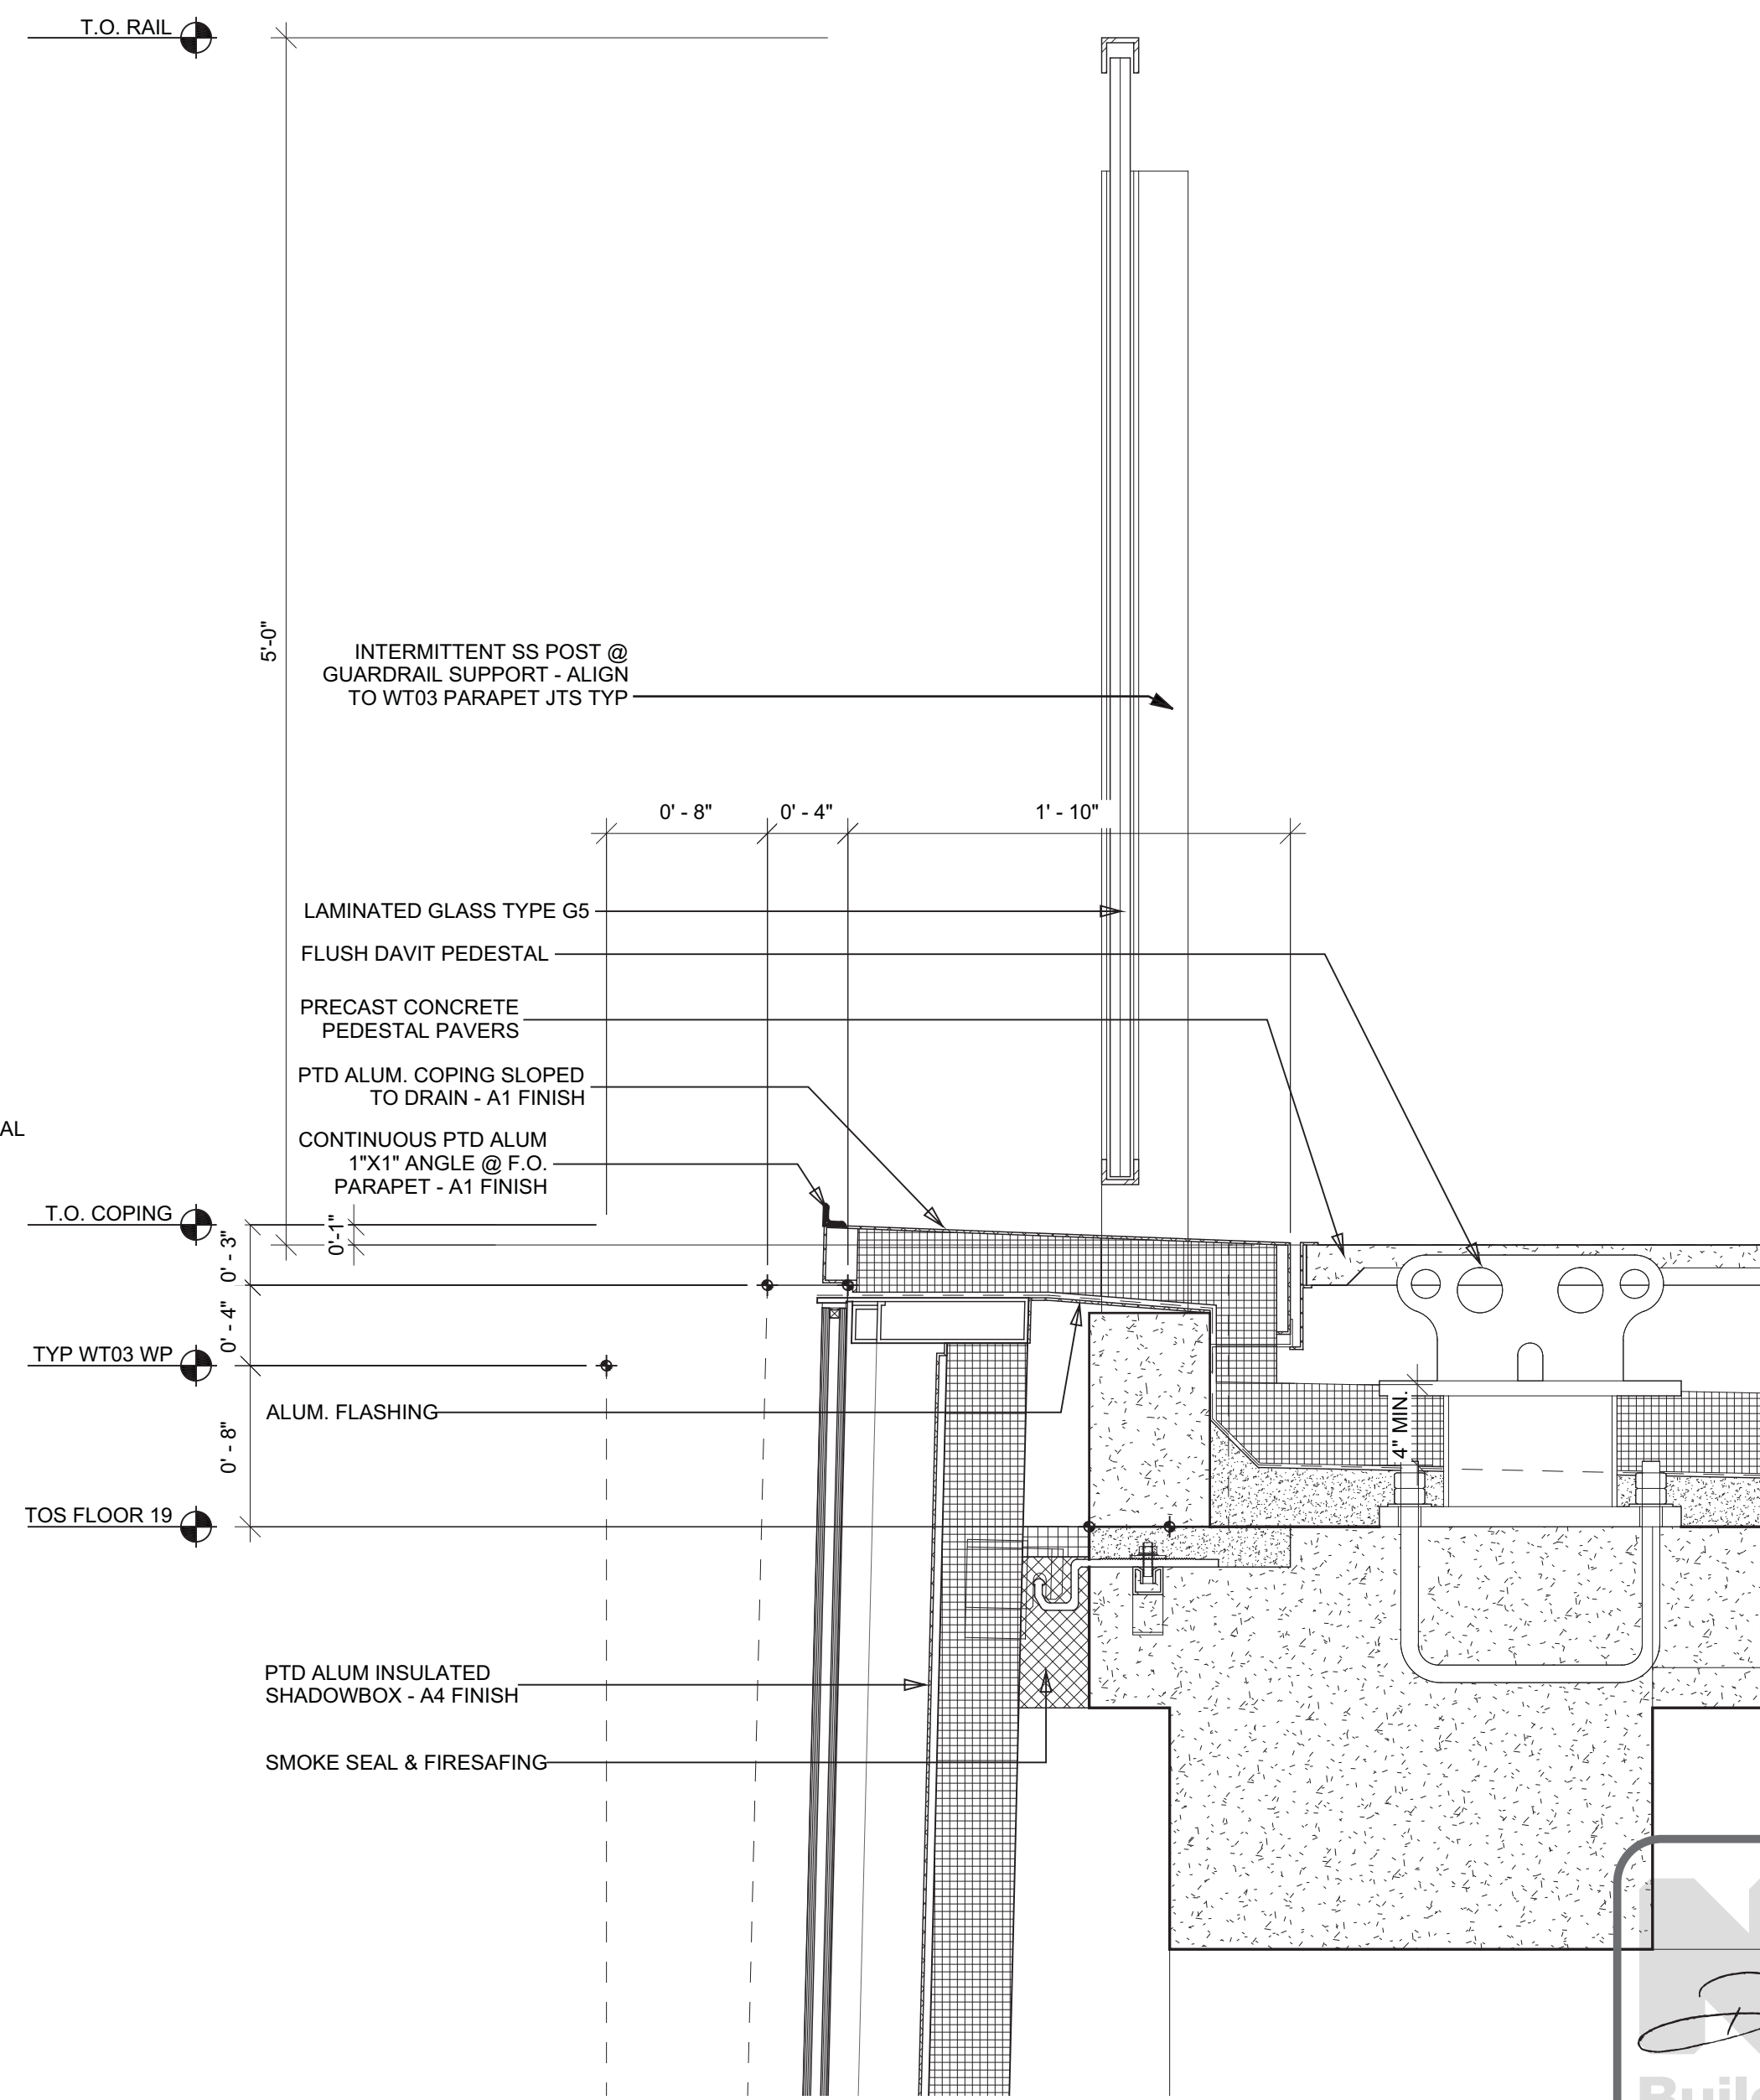 T.O. RAIL
5'-0"
INTERMITTENT SS POST @
GUARDRAIL SUPPORT - ALIGN
TO WT03 PARAPET JTS TYP
0' - 8"
0' - 4"
1' - 10"
LAMINATED GLASS TYPE G5
FLUSH DAVIT PEDESTAL
PRECAST CONCRETE
PEDESTAL PAVERS
PTD ALUM. COPING SLOPED
TO DRAIN - A1 FINISH
AL
CONTINUOUS PTD ALUM
1"X1" ANGLE @ F.O.
PARAPET - A1 FINISH
T.O. COPING
0'-1"
0' - 3"
0' - 4"
TYP WT03 WP
ALUM. FLASHING
4" MIN.
0' - 8"
TOS FLOOR 19
PTD ALUM INSULATED
SHADOWBOX - A4 FINISH
SMOKE SEAL & FIRESAFING